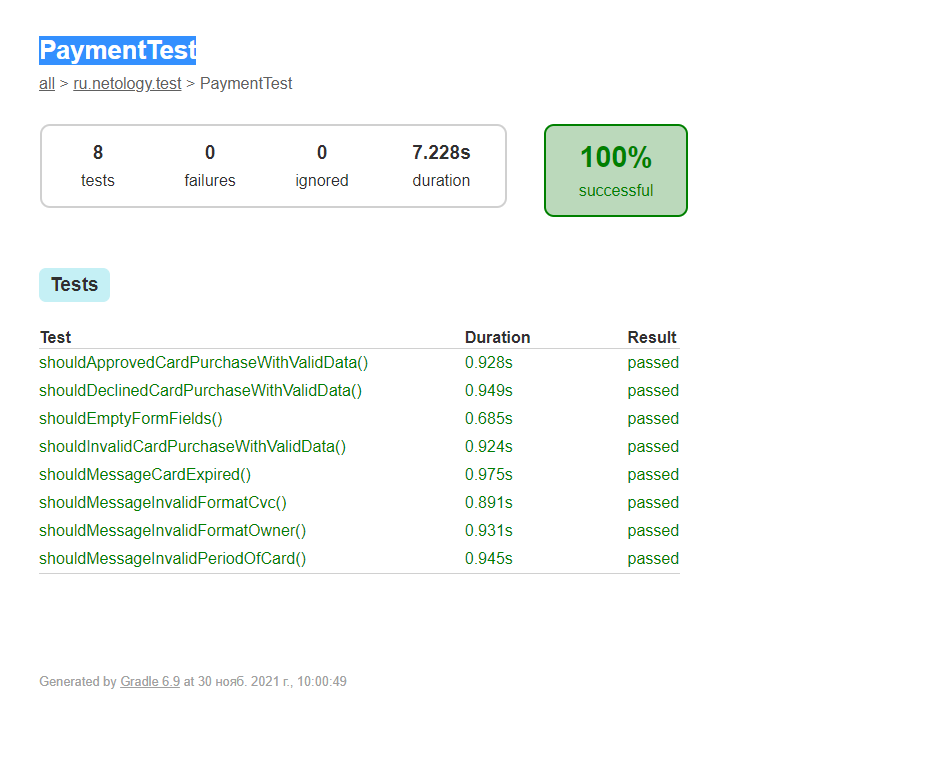 PaymentTest
all > ru.netology.test > PaymentTest
8 0 0 7.228s
tests failures ignored duration
100%
successful
Tests
Test Duration Result
shouldApprovedCardPurchaseWithValidData() 0.928s passed
shouldDeclinedCardPurchaseWithValidData() 0.949s passed
shouldEmptyFormFields() 0.685s passed
shouldInvalidCardPurchaseWithValidData() 0.924s passed
shouldMessageCardExpired() 0.975s passed
shouldMessageInvalidFormatCvc() 0.891s passed
shouldMessageInvalidFormatOwner() 0.931s passed
shouldMessageInvalidPeriodOfCard() 0.945s passed
Generated by Gradle 6.9 at 30 нояб. 2021 г., 10:00:49